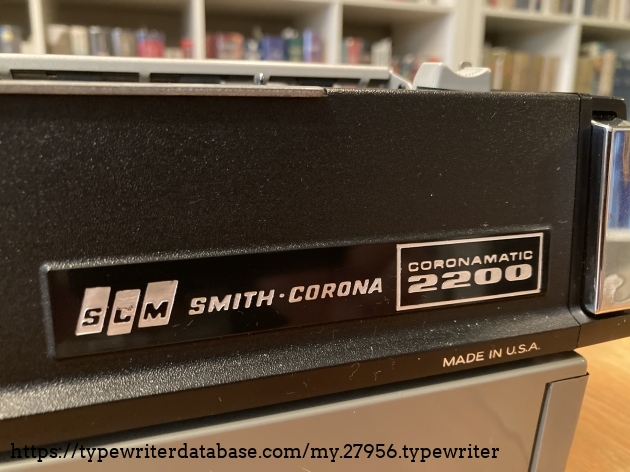 SCM SMITH·CORONA
CORONAMATIC
2200
MADE IN U.S.A.
https://typewriterdatabase.com/my.27956.typewriter